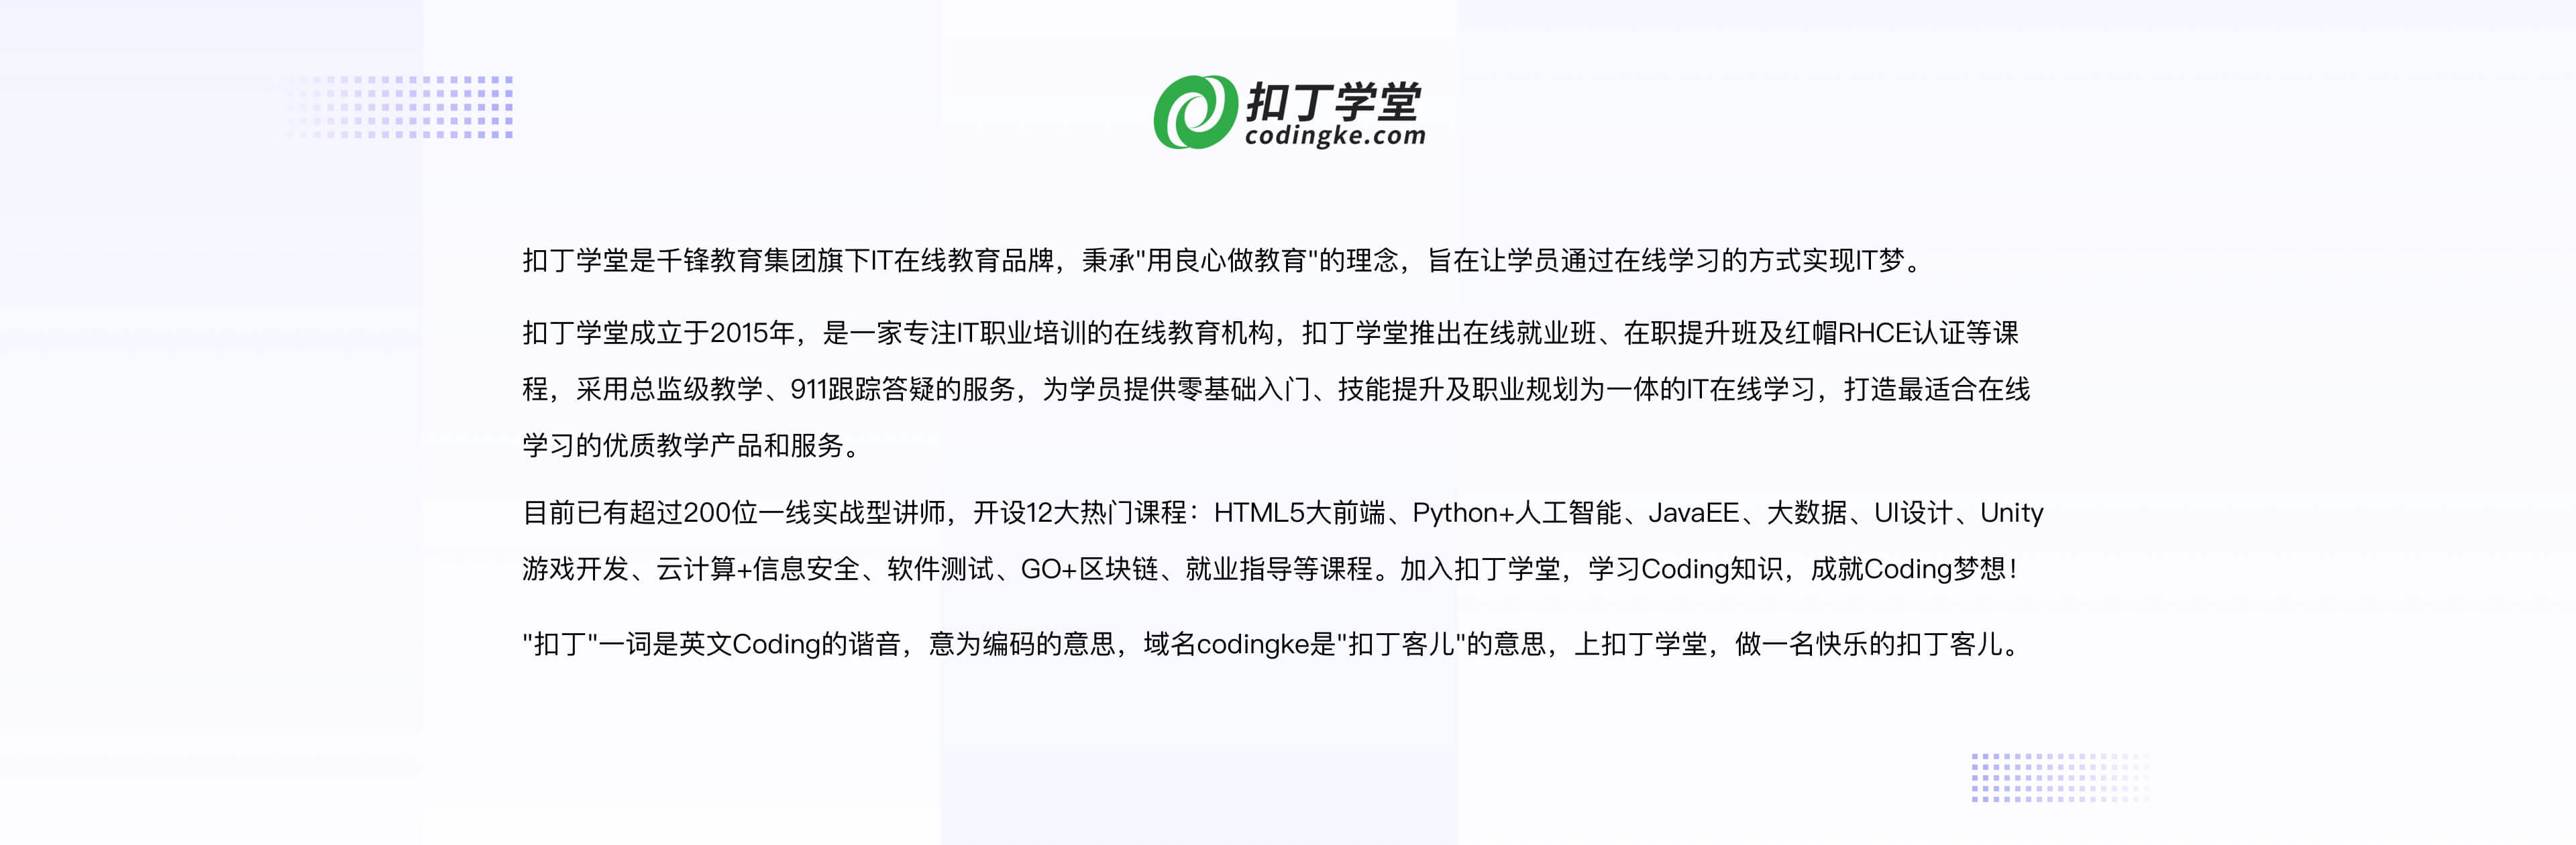 扣丁学堂
codingke.com
扣丁学堂是千锋教育集团旗下IT在线教育品牌，秉承"用良心做教育"的理念，旨在让学员通过在线学习的方式实现IT梦。
扣丁学堂成立于2015年，是一家专注IT职业培训的在线教育机构，扣丁学堂推出在线就业班、在职提升班及红帽RHCE认证等课
程，采用总监级教学、911跟踪答疑的服务，为学员提供零基础入门、技能提升及职业规划为一体的IT在线学习，打造最适合在线
学习的优质教学产品和服务。
目前已有超过200位一线实战型讲师，开设12大热门课程：HTML5大前端、Python+人工智能、JavaEE、大数据、UI设计、Unity
游戏开发、云计算+信息安全、软件测试、GO+区块链、就业指导等课程。加入扣丁学堂，学习Coding知识，成就Coding梦想！
"扣丁"一词是英文Coding的谐音，意为编码的意思，域名codingke是"扣丁客儿"的意思，上扣丁学堂，做一名快乐的扣丁客儿。